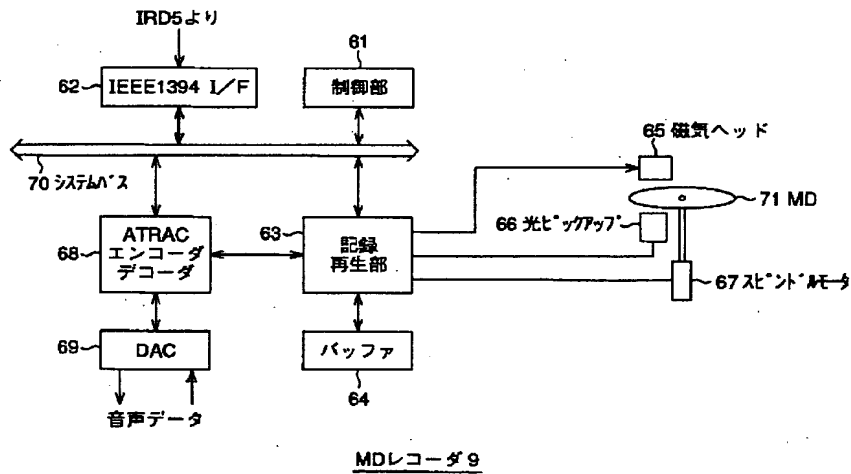 IRD5より
62
IEEE1394 I/F
61
制御部
70 システムバス
65 磁気ヘッド
71 MD
66 光ピックアップ
67 スピンドルモータ
68
ATRAC
エンコーダ
デコーダ
63
記録
再生部
69
DAC
バッファ
64
音声データ
MDレコーダ9